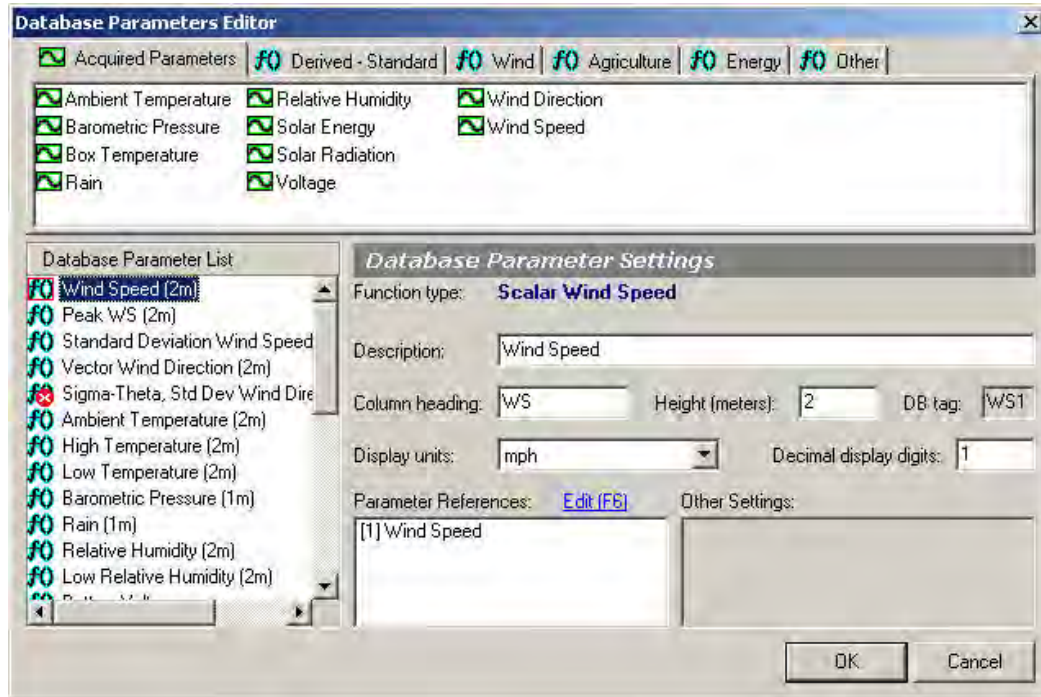 Database Parameters Editor
Acquired Parameters f() Derived - Standard f() Wind f() Agriculture f() Energy f() Other
Ambient Temperature Relative Humidity Wind Direction
Barometric Pressure Solar Energy Wind Speed
Box Temperature Solar Radiation
Rain Voltage
Database Parameter List
f() Wind Speed (2m)
f() Peak WS (2m)
f() Standard Deviation Wind Speed
f() Vector Wind Direction (2m)
Sigma-Theta, Std Dev Wind Dire
f() Ambient Temperature (2m)
f() High Temperature (2m)
f() Low Temperature (2m)
f() Barometric Pressure (1m)
f() Rain (1m)
f() Relative Humidity (2m)
f() Low Relative Humidity (2m)
Database Parameter Settings
Function type: Scalar Wind Speed
Description: Wind Speed
Column heading: WS Height (meters): 2 DB tag: WS1
Display units: mph Decimal display digits: 1
Parameter References: Edit (F6) Other Settings:
[1] Wind Speed
OK Cancel